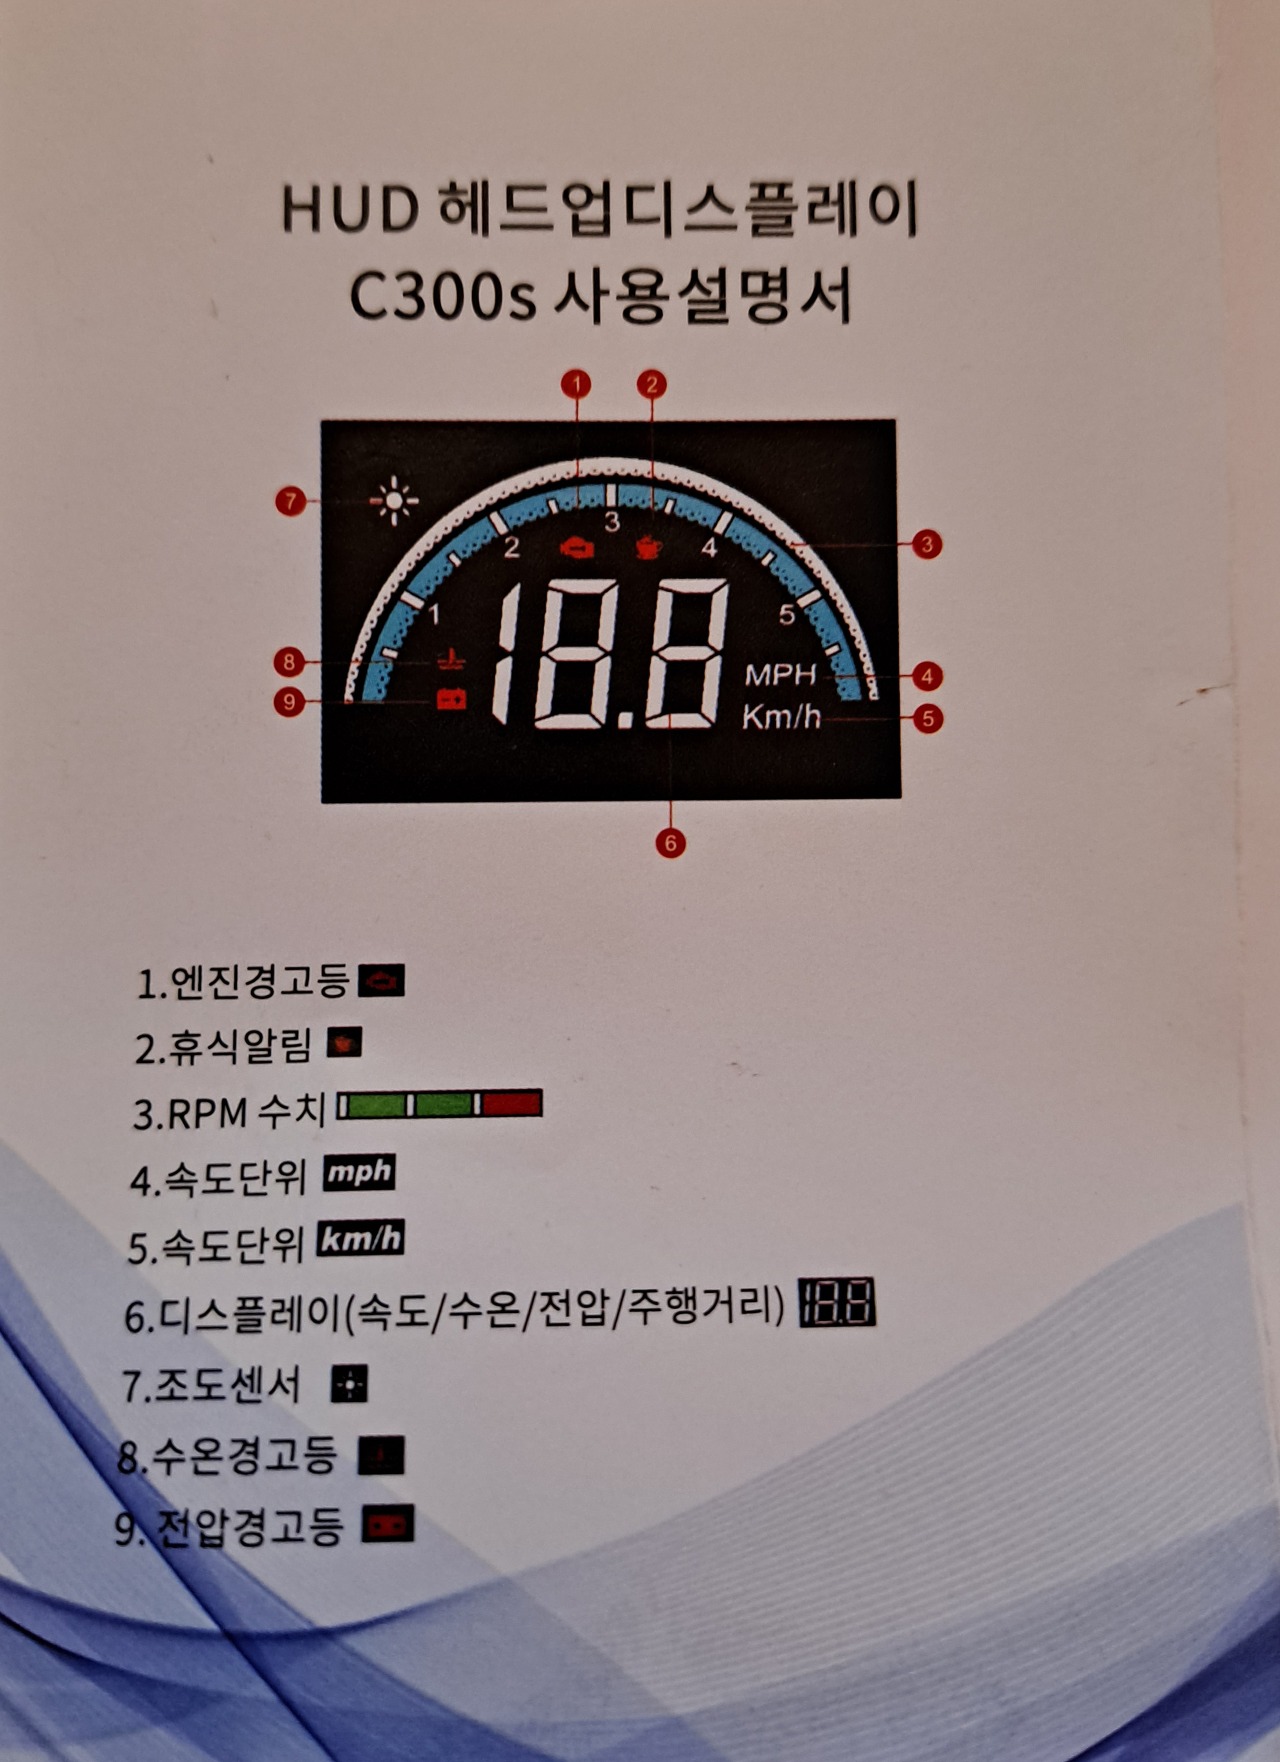 HUD 헤드업디스플레이
C300s 사용설명서
1 2
7
3
3
2 4
1 5
8
9
18.8
MPH
4
Km/h
5
6
1.엔진경고등
2.휴식알림
3.RPM 수치
4.속도단위 mph
5.속도단위 km/h
6.디스플레이(속도/수온/전압/주행거리) 18.8
7.조도센서
8.수온경고등
9. 전압경고등